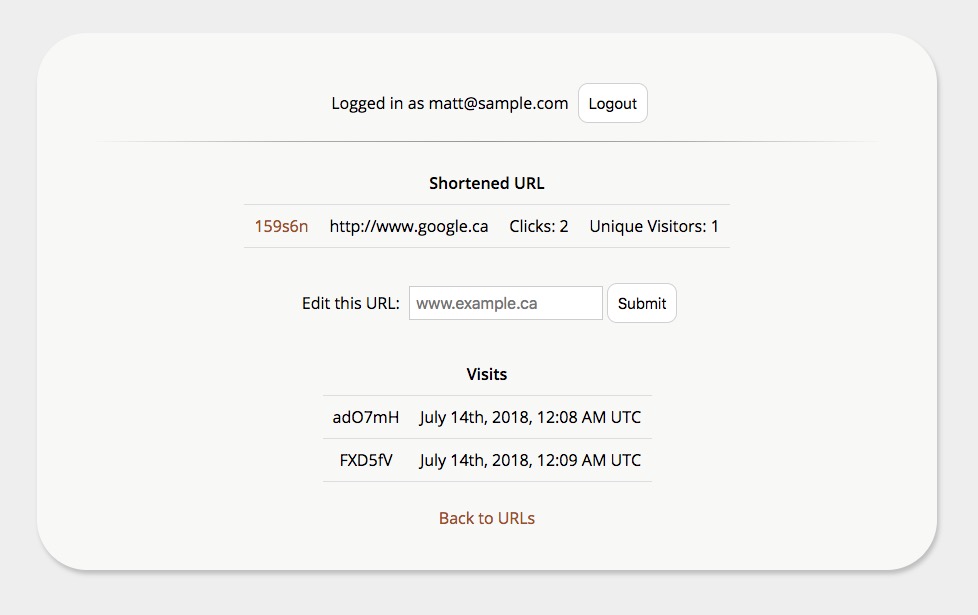 Logged in as matt@sample.com Logout
Shortened URL
159s6n http://www.google.ca Clicks: 2 Unique Visitors: 1
Edit this URL: www.example.ca Submit
Visits
adO7mH July 14th, 2018, 12:08 AM UTC
FXD5fV July 14th, 2018, 12:09 AM UTC
Back to URLs